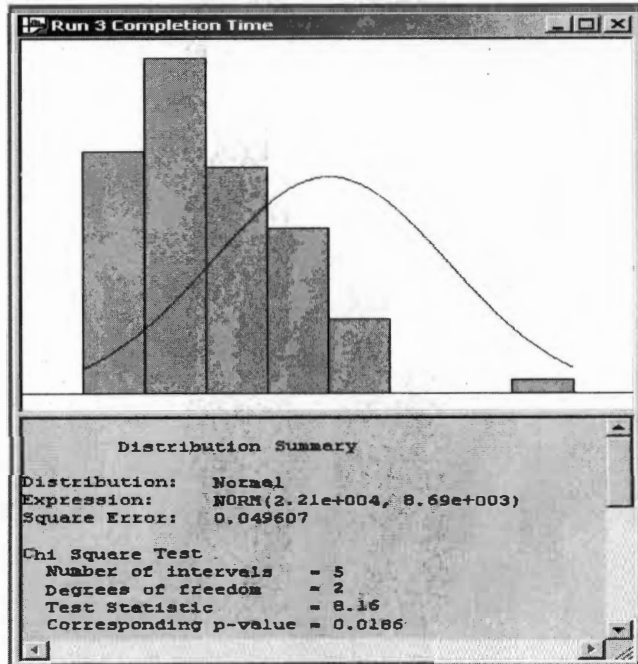 Run 3 Completion Time
Distribution Summary
Distribution: Normal
Expression: NORM(2.21e+004, 8.69e+003)
Square Error: 0.049607
Chi Square Test
Number of intervals = 5
Degrees of freedom = 2
Test Statistic = 8.16
Corresponding p-value = 0.0186